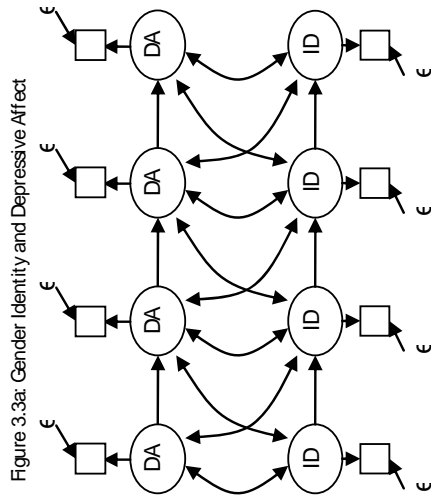 Figure 3.3a: Gender Identity and Depressive Affect
ϵ ϵ ϵ ϵ
DA DA DA DA
ID ID ID ID
ϵ ϵ ϵ ϵ